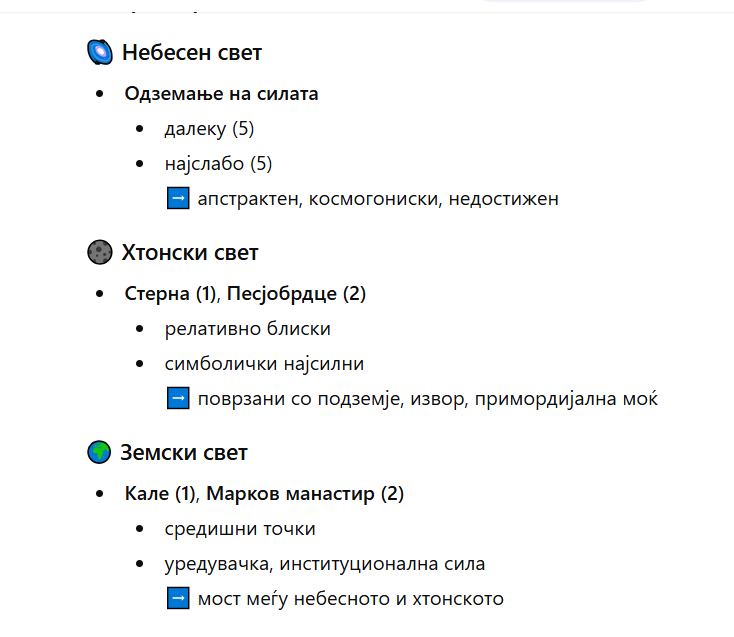 Небесен свет
Одземање на силата
далеку (5)
најслабо (5)
➡ апстрактен, космогониски, недостижен
Хтонски свет
Стерна (1), Песјобрдце (2)
релативно блиски
симболички најсилни
➡ поврзани со подземје, извор, примордијална моќ
Земски свет
Кале (1), Марков манастир (2)
средишни точки
уредувачка, институционална сила
➡ мост меѓу небесното и хтонското